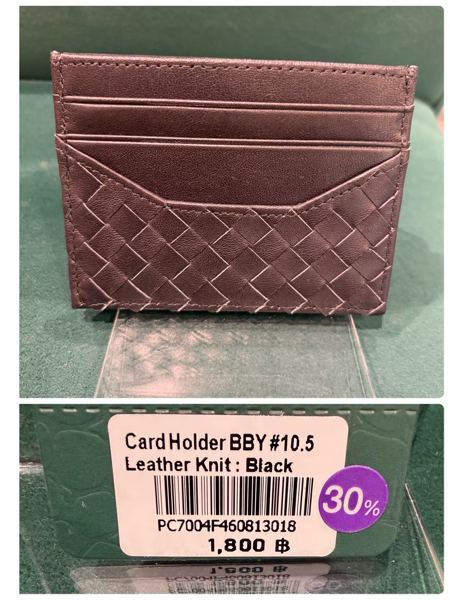 Card Holder BBY #10.5
Leather Knit : Black
30%
PC7004F460813018
1,800 ฿